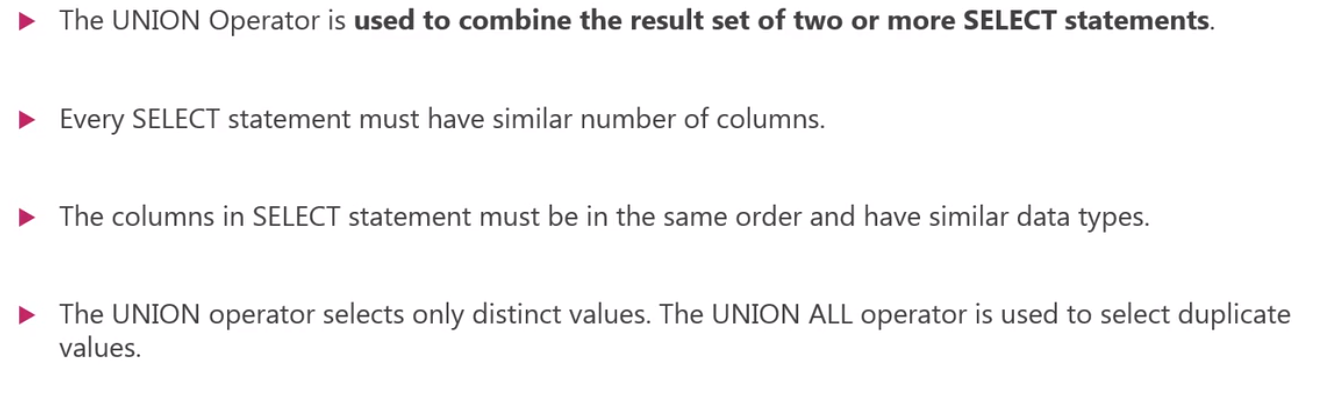 The UNION Operator is used to combine the result set of two or more SELECT statements.
Every SELECT statement must have similar number of columns.
The columns in SELECT statement must be in the same order and have similar data types.
The UNION operator selects only distinct values. The UNION ALL operator is used to select duplicate
values.